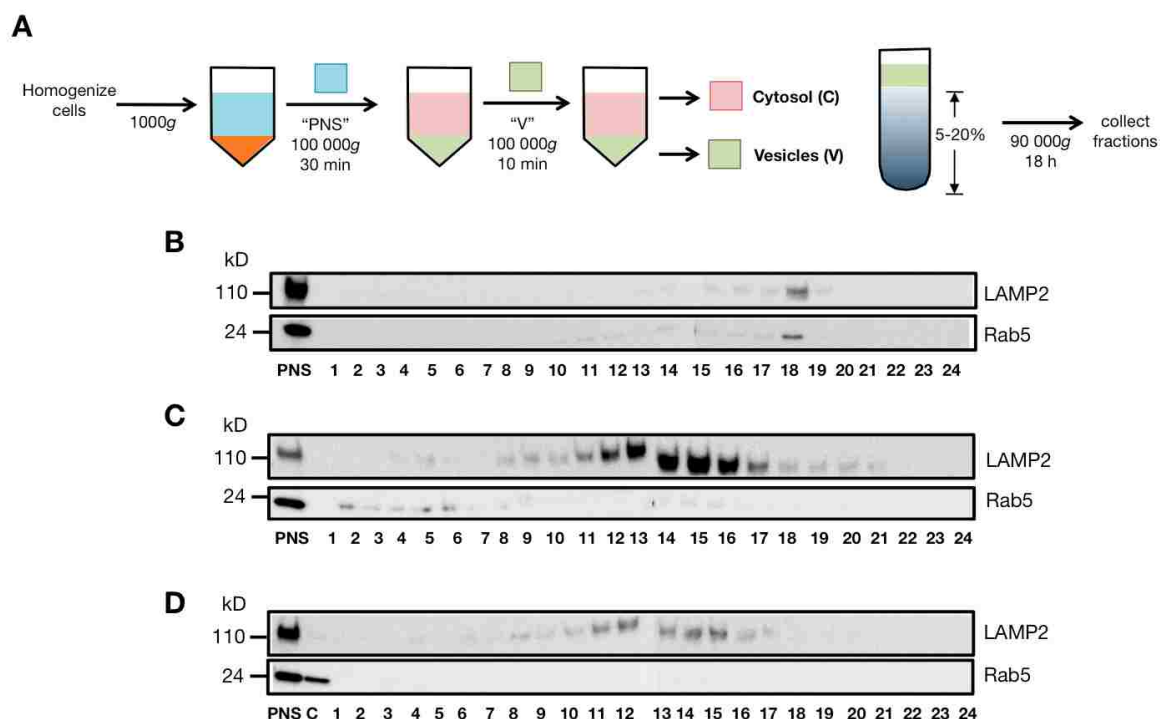 A
Homogenize
cells
1000g
“PNS”
100 000g
30 min
“V”
100 000g
10 min
Cytosol (C)
Vesicles (V)
5-20%
90 000g
18 h
collect
fractions
B
kD
110
LAMP2
24
Rab5
PNS 1 2 3 4 5 6 7 8 9 10 11 12 13 14 15 16 17 18 19 20 21 22 23 24
C
kD
110
LAMP2
24
Rab5
PNS 1 2 3 4 5 6 7 8 9 10 11 12 13 14 15 16 17 18 19 20 21 22 23 24
D
kD
110
LAMP2
24
Rab5
PNS C 1 2 3 4 5 6 7 8 9 10 11 12 13 14 15 16 17 18 19 20 21 22 23 24